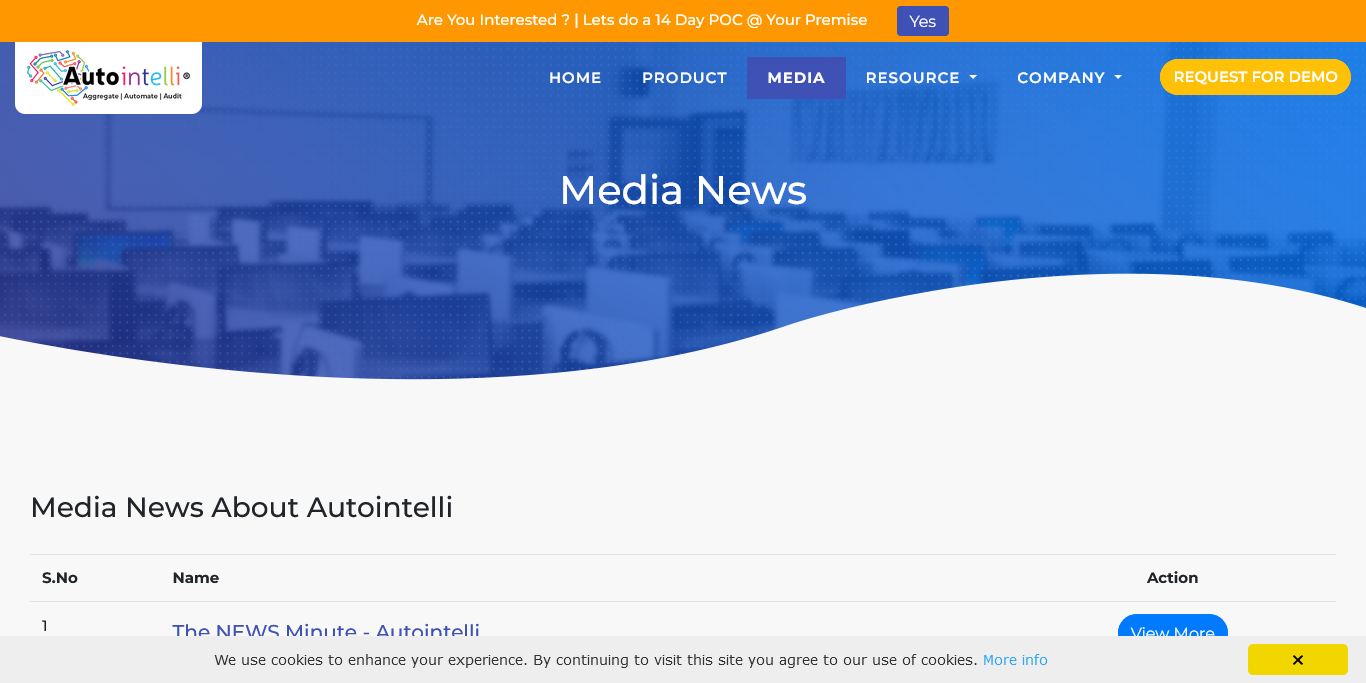 Are You Interested ? | Lets do a 14 Day POC @ Your Premise
Yes
Autointelli®
Aggregate | Automate | Audit
HOME
PRODUCT
MEDIA
RESOURCE
COMPANY
REQUEST FOR DEMO
Media News
Media News About Autointelli
S.No Name Action
1 The NEWS Minute - Autointelli View More
We use cookies to enhance your experience. By continuing to visit this site you agree to our use of cookies. More info